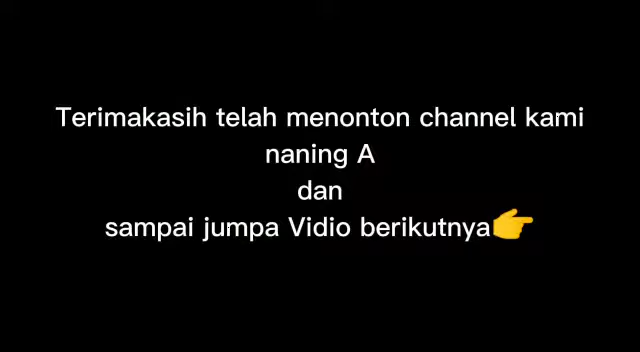 Terimakasih telah menonton channel kami
naning A
dan
sampai jumpa Vidio berikutnya👉